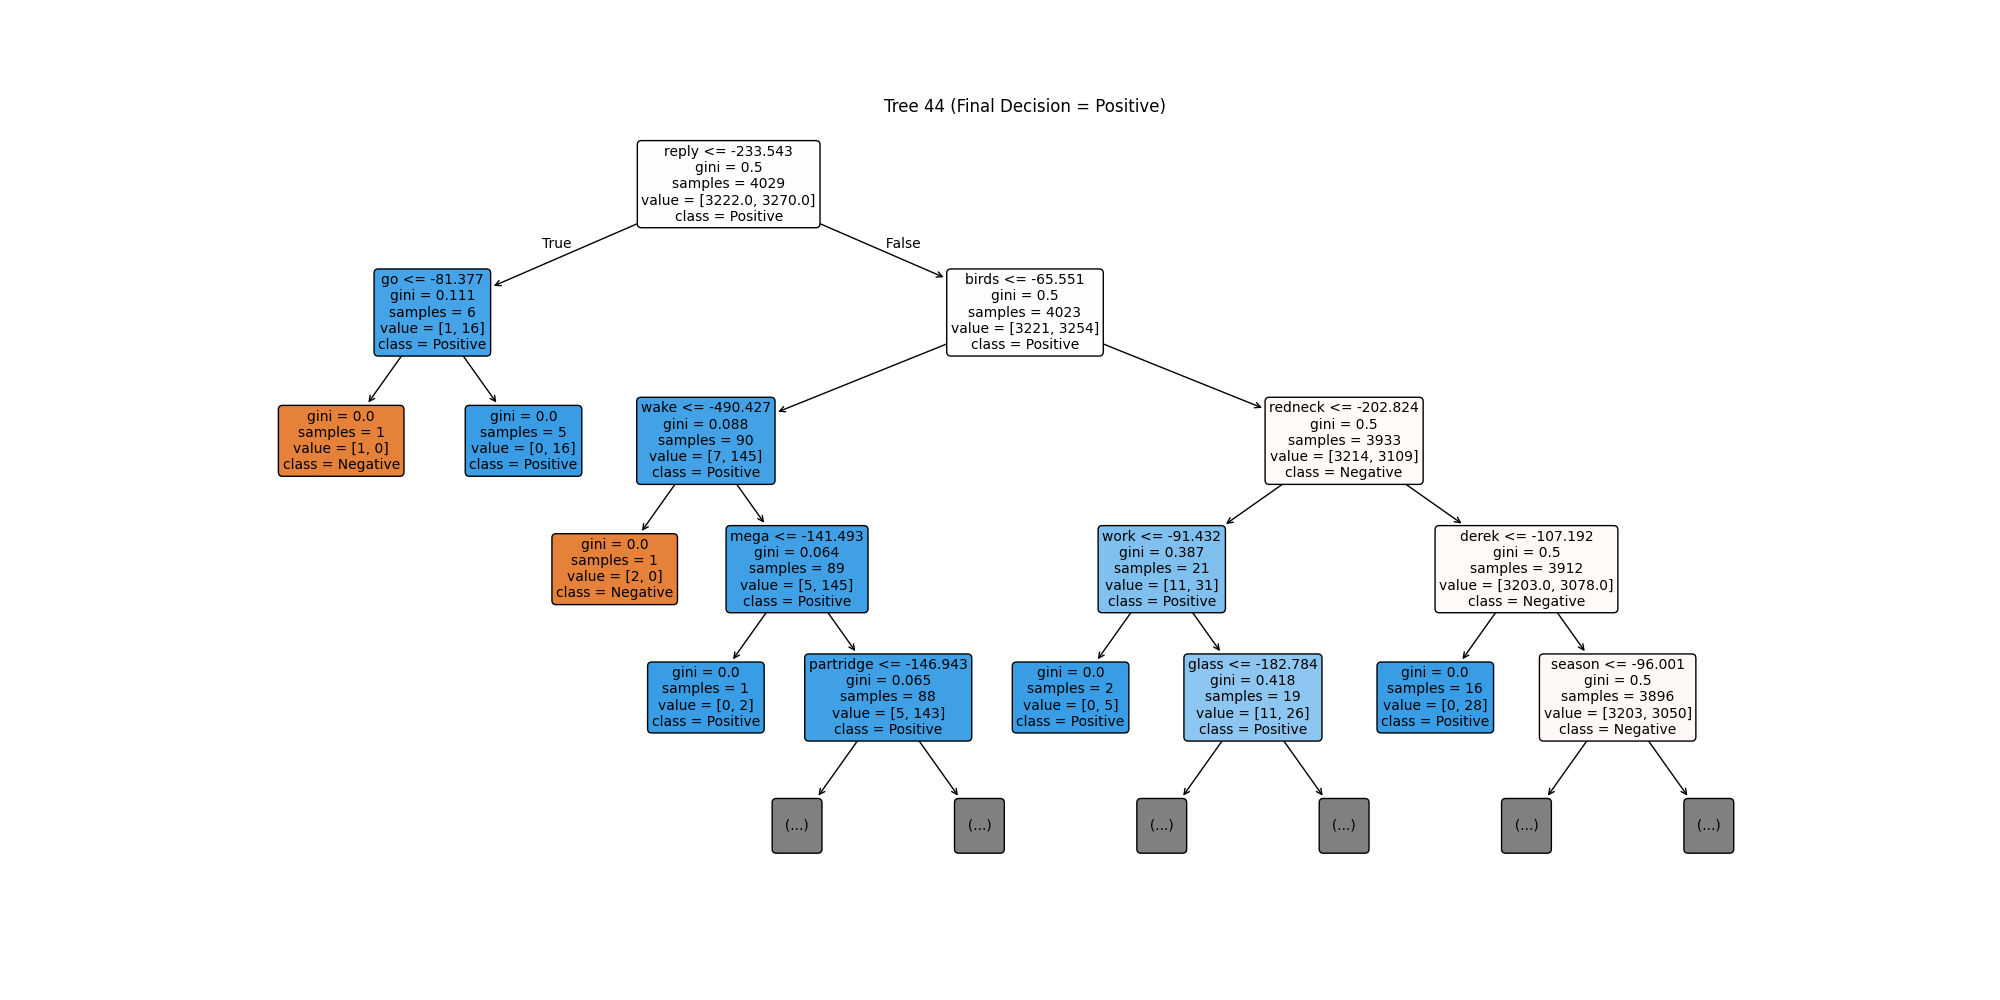 Tree 44 (Final Decision = Positive)
reply <= -233.543
gini = 0.5
samples = 4029
value = [3222.0, 3270.0]
class = Positive
True
False
go <= -81.377
gini = 0.111
samples = 6
value = [1, 16]
class = Positive
birds <= -65.551
gini = 0.5
samples = 4023
value = [3221, 3254]
class = Positive
gini = 0.0
samples = 1
value = [1, 0]
class = Negative
gini = 0.0
samples = 5
value = [0, 16]
class = Positive
wake <= -490.427
gini = 0.088
samples = 90
value = [7, 145]
class = Positive
redneck <= -202.824
gini = 0.5
samples = 3933
value = [3214, 3109]
class = Negative
gini = 0.0
samples = 1
value = [2, 0]
class = Negative
mega <= -141.493
gini = 0.064
samples = 89
value = [5, 145]
class = Positive
work <= -91.432
gini = 0.387
samples = 21
value = [11, 31]
class = Positive
derek <= -107.192
gini = 0.5
samples = 3912
value = [3203.0, 3078.0]
class = Negative
gini = 0.0
samples = 1
value = [0, 2]
class = Positive
partridge <= -146.943
gini = 0.065
samples = 88
value = [5, 143]
class = Positive
gini = 0.0
samples = 2
value = [0, 5]
class = Positive
glass <= -182.784
gini = 0.418
samples = 19
value = [11, 26]
class = Positive
gini = 0.0
samples = 16
value = [0, 28]
class = Positive
season <= -96.001
gini = 0.5
samples = 3896
value = [3203, 3050]
class = Negative
(...)
(...)
(...)
(...)
(...)
(...)